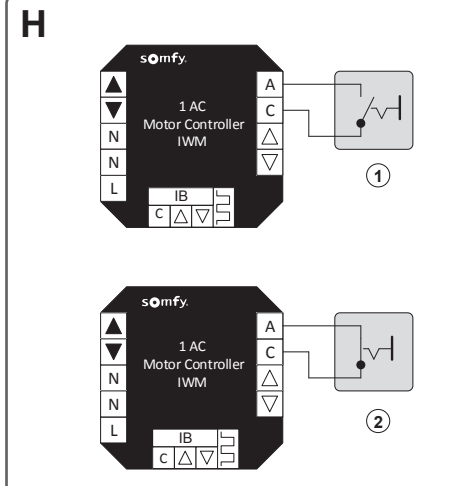 H
somfy.
1 AC
Motor Controller
IWM
N
N
L
A
C
IB
C
1
somfy.
1 AC
Motor Controller
IWM
N
N
L
A
C
IB
C
2